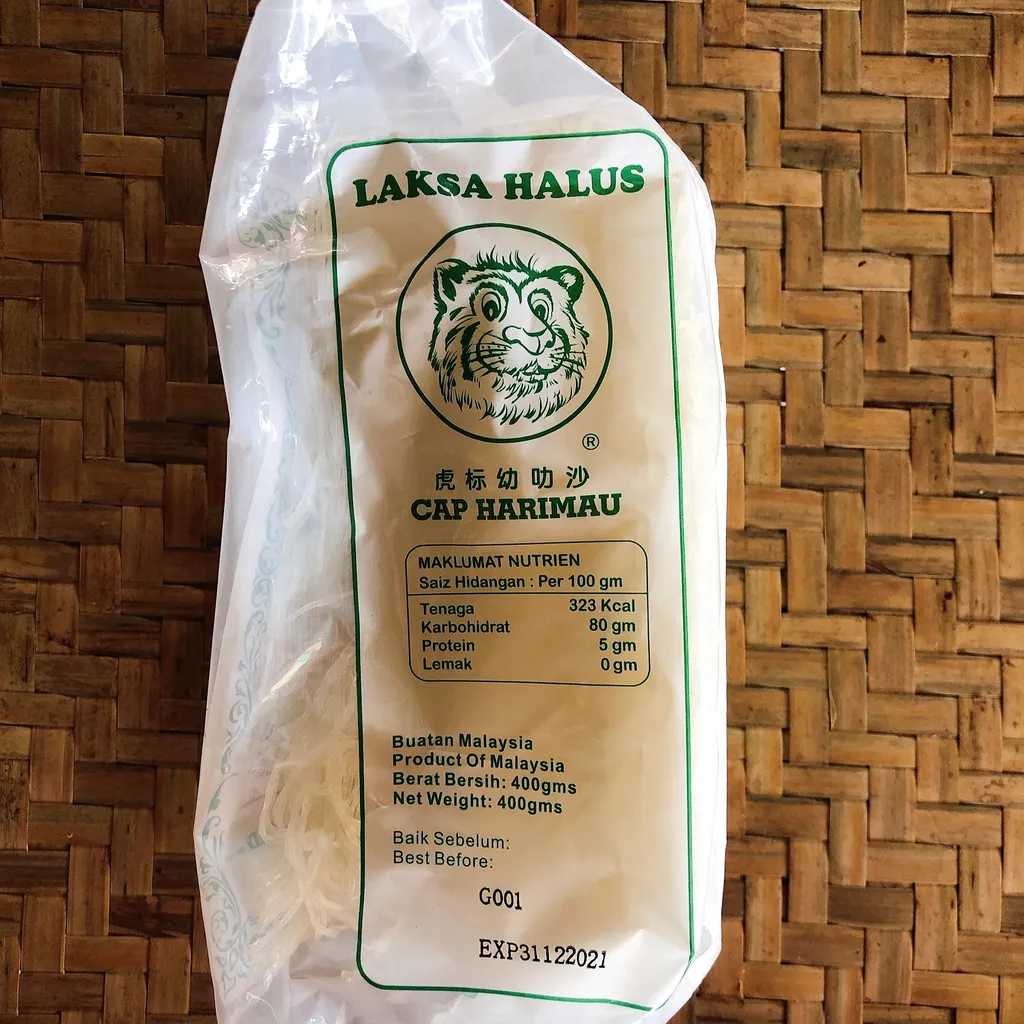 LAKSA HALUS
®
虎标幼叻沙
CAP HARIMAU
MAKLUMAT NUTRIEN
Saiz Hidangan : Per 100 gm
Tenaga 323 Kcal
Karbohidrat 80 gm
Protein 5 gm
Lemak 0 gm
Buatan Malaysia
Product Of Malaysia
Berat Bersih: 400gms
Net Weight: 400gms
Baik Sebelum:
Best Before:
G001
EXP31122021